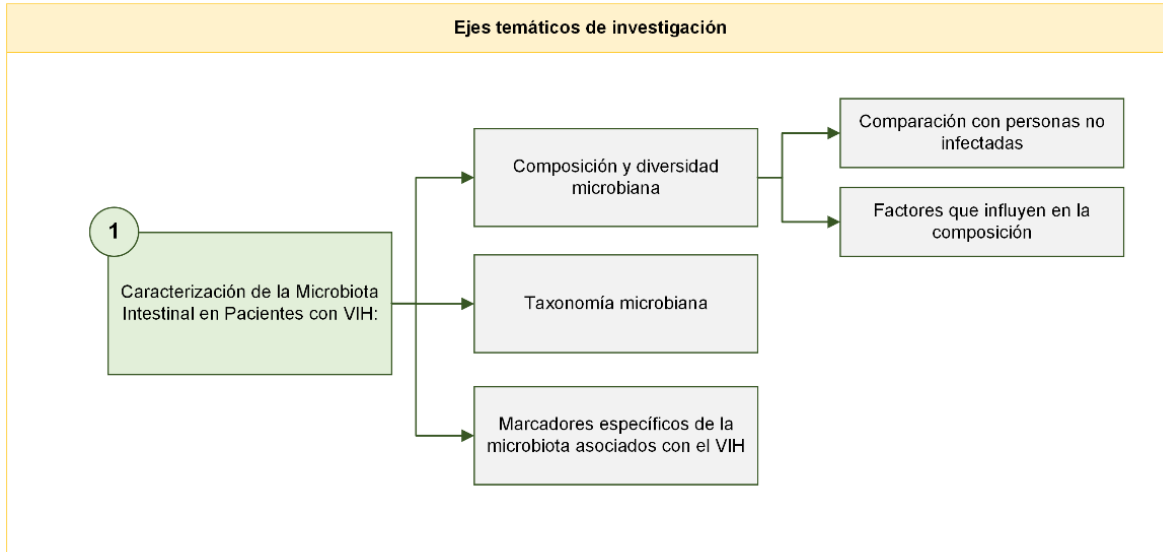 Ejes temáticos de investigación
1
Caracterización de la Microbiota
Intestinal en Pacientes con VIH:
Composición y diversidad
microbiana
Comparación con personas no
infectadas
Factores que influyen en la
composición
Taxonomía microbiana
Marcadores específicos de la
microbiota asociados con el VIH